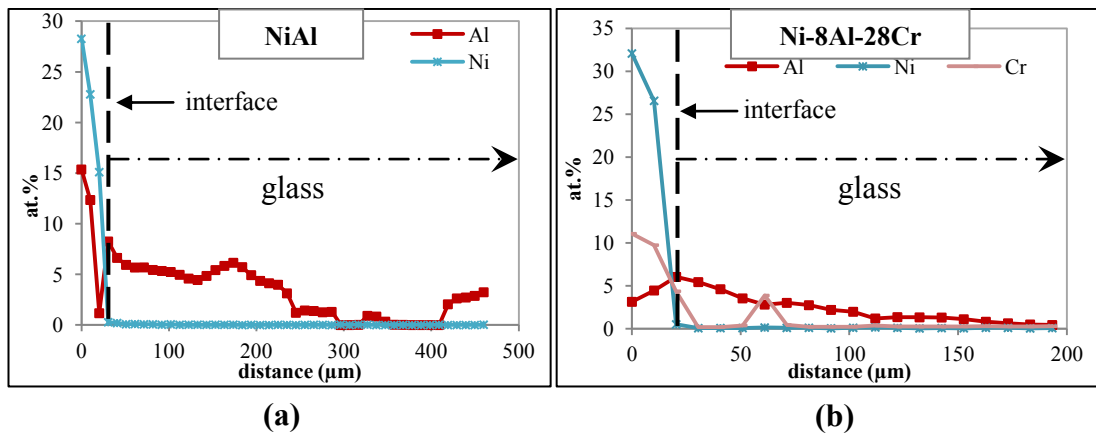 NiAl
Al
Ni
interface
glass
at.%
30
25
20
15
10
5
0
0 100 200 300 400 500
distance (µm)
(a)
Ni-8Al-28Cr
Al Ni Cr
interface
glass
at.%
35
30
25
20
15
10
5
0
0 50 100 150 200
distance (µm)
(b)